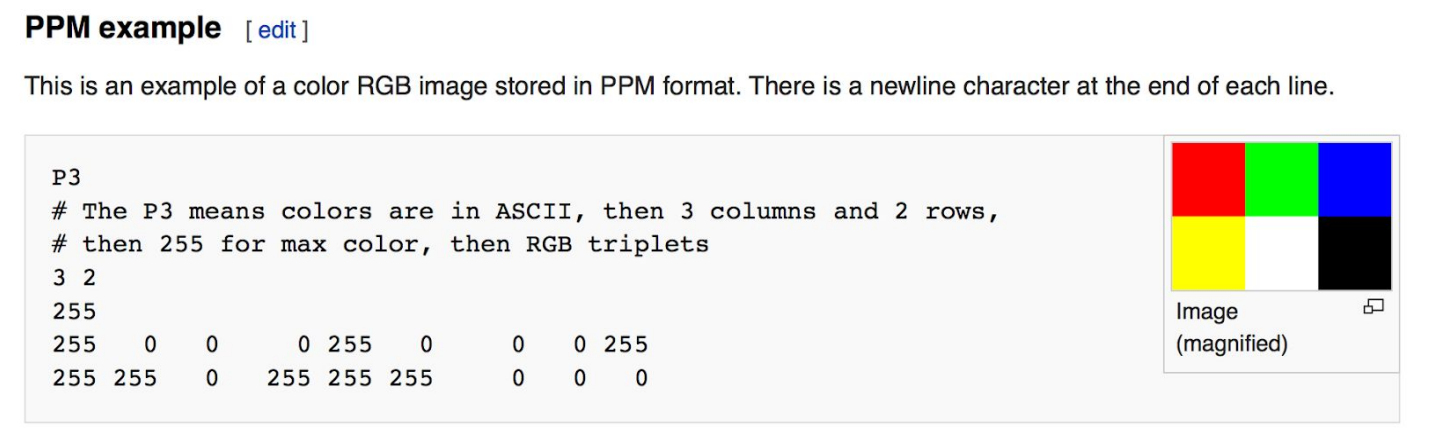 PPM example [ edit ]
This is an example of a color RGB image stored in PPM format. There is a newline character at the end of each line.
P3
# The P3 means colors are in ASCII, then 3 columns and 2 rows,
# then 255 for max color, then RGB triplets
3 2
255
255   0   0     0 255   0     0   0 255
255 255   0   255 255 255     0   0   0
Image
(magnified)